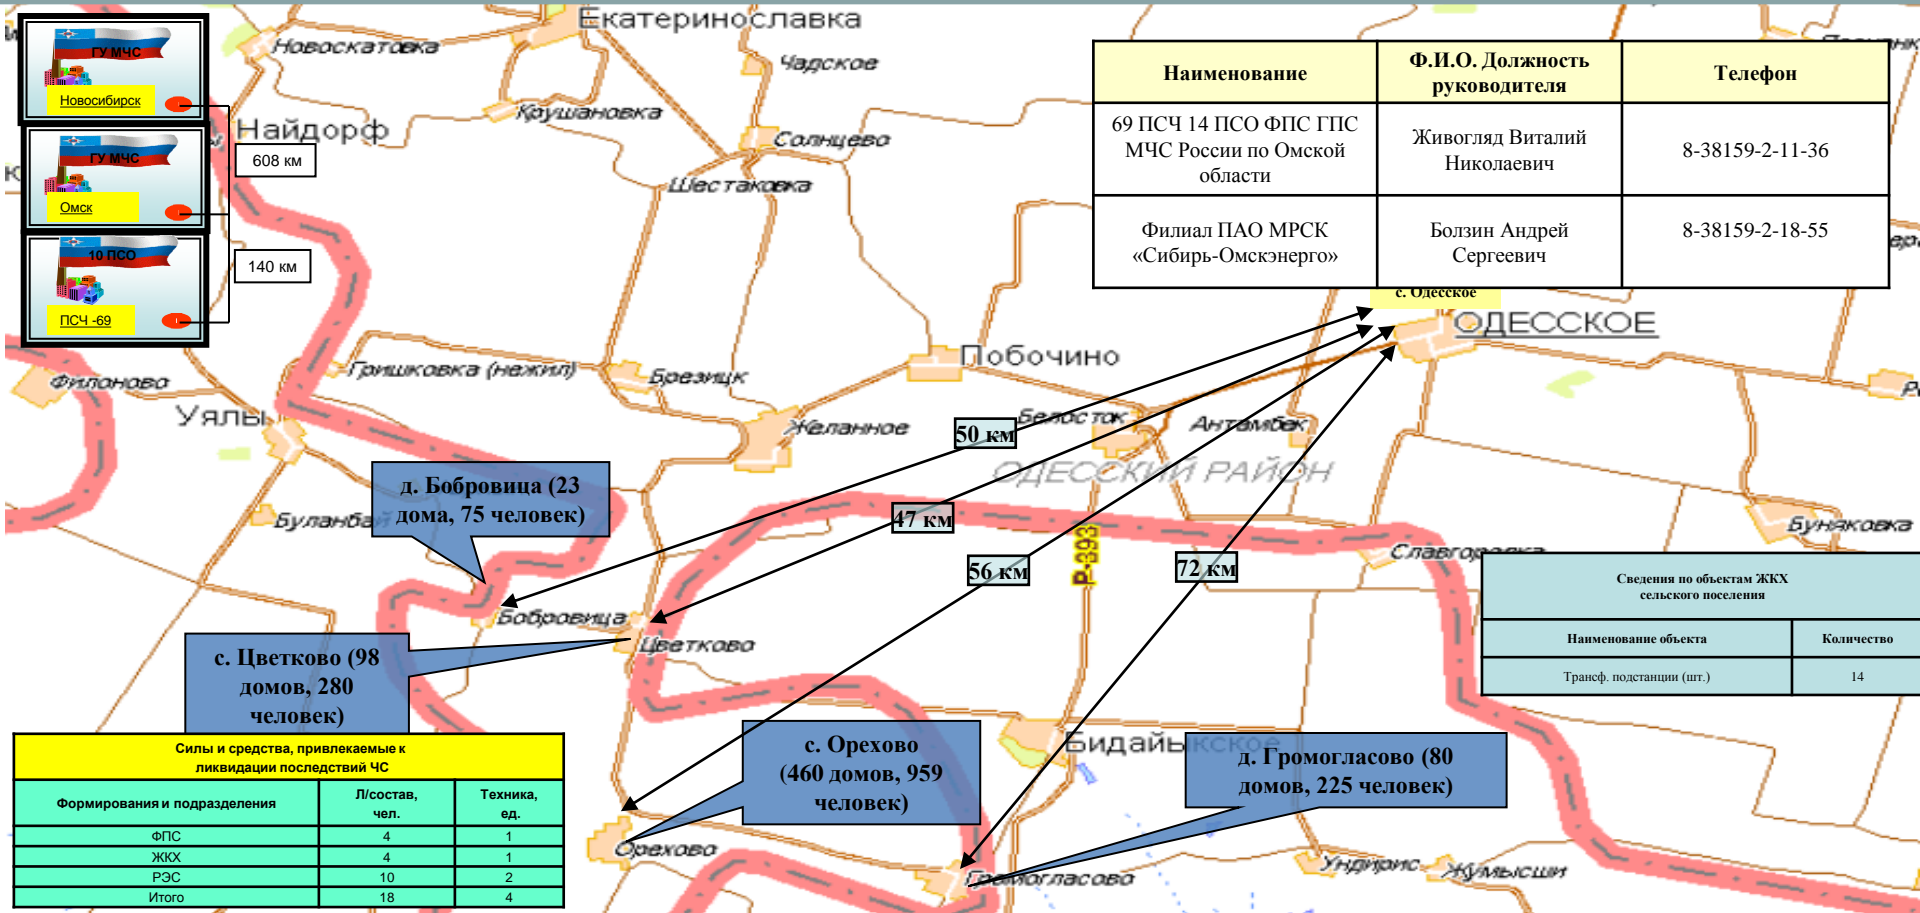 ГУ МЧС
Новосибирск
ГУ МЧС
Омск
10 ПСО
ПСЧ -69
608 км
140 км
Екатеринославка
Новоскатовка
Чадское
Крушановка
Найдорф
Солнцево
Шестаковка
Наименование
Ф.И.О. Должность
руководителя
Телефон
69 ПСЧ 14 ПСО ФПС ГПС
МЧС России по Омской
области
Живогляд Виталий
Николаевич
8-38159-2-11-36
Филиал ПАО МРСК
«Сибирь-Омскэнерго»
Болзин Андрей
Сергеевич
8-38159-2-18-55
с. Одесское
ОДЕССКОЕ
Филоново
Гришковка (нежил)
Брезицк
Побочино
Уялы
Желанное
Белосток
Антамбек
50 км
ОДЕССКИЙ РАЙОН
д. Бобровица (23
дома, 75 человек)
Буланбай
47 км
Р-393
56 км
72 км
Славгородка
Буняковка
Сведения по объектам ЖКХ
сельского поселения
Наименование объекта
Количество
Трансф. подстанции (шт.)
14
Бобровица
Цветково
с. Цветково (98
домов, 280
человек)
с. Орехово
(460 домов, 959
человек)
Бидайыкское
д. Громогласово (80
домов, 225 человек)
Силы и средства, привлекаемые к
ликвидации последствий ЧС
Формирования и подразделения
Л/состав,
чел.
Техника,
ед.
ФПС 4 1
ЖКХ 4 1
РЭС 10 2
Итого 18 4
Орехово
Громогласово
Ундирис
Жумысши